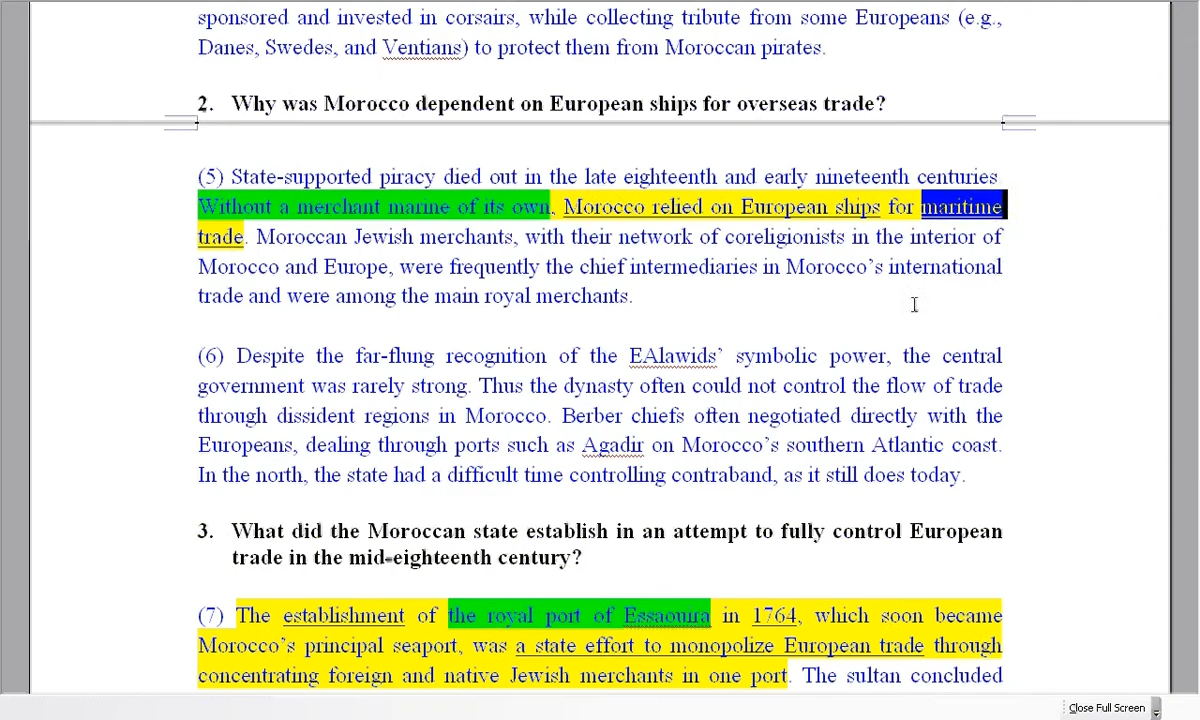 sponsored and invested in corsairs, while collecting tribute from some Europeans (e.g.,
Danes, Swedes, and Ventians) to protect them from Moroccan pirates.
2. Why was Morocco dependent on European ships for overseas trade?
(5) State-supported piracy died out in the late eighteenth and early nineteenth centuries
Without a merchant marine of its own, Morocco relied on European ships for maritime
trade. Moroccan Jewish merchants, with their network of coreligionists in the interior of
Morocco and Europe, were frequently the chief intermediaries in Morocco’s international
trade and were among the main royal merchants.
(6) Despite the far-flung recognition of the EAlawids’ symbolic power, the central
government was rarely strong. Thus the dynasty often could not control the flow of trade
through dissident regions in Morocco. Berber chiefs often negotiated directly with the
Europeans, dealing through ports such as Agadir on Morocco’s southern Atlantic coast.
In the north, the state had a difficult time controlling contraband, as it still does today.
3. What did the Moroccan state establish in an attempt to fully control European
trade in the mid-eighteenth century?
(7) The establishment of the royal port of Essaouira in 1764, which soon became
Morocco’s principal seaport, was a state effort to monopolize European trade through
concentrating foreign and native Jewish merchants in one port. The sultan concluded
Close Full Screen